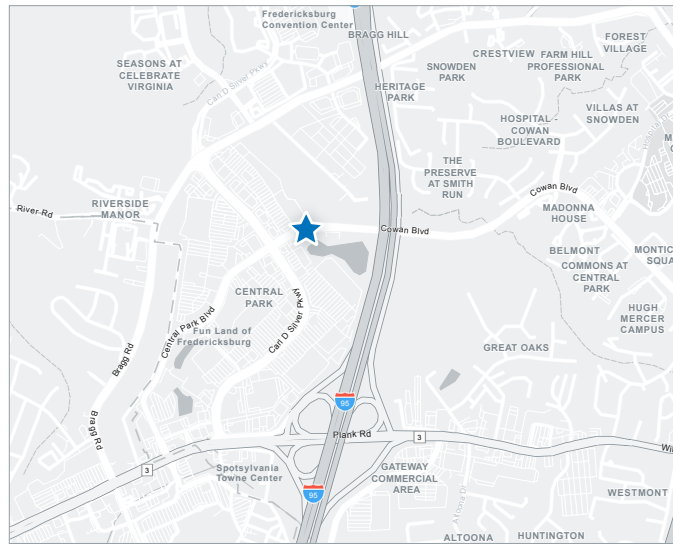 Fredericksburg
Convention Center
BRAGG HILL
FOREST
VILLAGE
CRESTVIEW
FARM HILL
PROFESSIONAL
PARK
SEASONS AT
CELEBRATE
VIRGINIA
SNOWDEN
PARK
Carl D Silver Pkwy
HERITAGE
PARK
VILLAS AT
SNOWDEN
HOSPITAL -
COWAN
BOULEVARD
THE
PRESERVE
AT SMITH
RUN
Cowan Blvd
RIVERSIDE
MANOR
River Rd
MADONNA
HOUSE
Cowan Blvd
BELMONT
COMMONS AT
CENTRAL
PARK
CENTRAL
PARK
Carl D Silver Pkwy
Central Park Blvd
Fun Land of
Fredericksburg
HUGH
MERCER
CAMPUS
Bragg Rd
GREAT OAKS
95
Bragg Rd
Plank Rd
3
3
Spotsylvania
Towne Center
GATEWAY
COMMERCIAL
AREA
95
Altoona Dr
WESTMONT
ALTOONA
HUNTINGTON